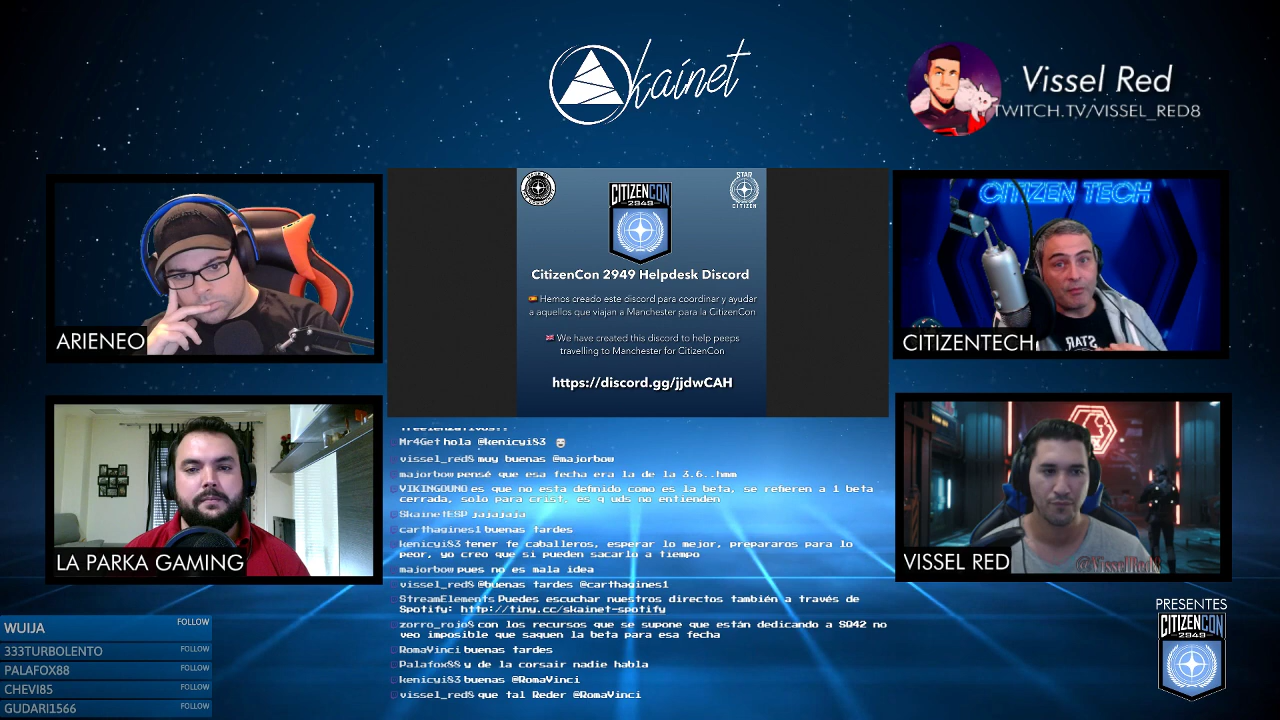 kainet
Vissel Red
TWITCH.TV/VISSEL_RED8
CITIZENCON
2949
STAR
CITIZEN
CitizenCon 2949 Helpdesk Discord
Hemos creado este discord para coordinar y ayudar
a aquellos que viajan a Manchester para la CitizenCon
We have created this discord to help peeps
travelling to Manchester for CitizenCon
https://discord.gg/jjdwCAH
CITIZEN TECH
STAR
ARIENEO
CITIZENTECH
LA PARKA GAMING
VISSEL RED
@VisselRed8
Mr4Get hola @kenicyi83
vissel_red8 muy buenas @majorbow
majorbow pensé que esa fecha era la de la 3.6..hmm
VIKINGOUND es que no esta definido como es la beta, se refieren a 1 beta
cerrada, solo para crist, es q uds no entienden
SkainetESP jajajaja
carthagines1 buenas tardes
kenicyi83 tener fe caballeros, esperar lo mejor, prepararos para lo
peor, yo creo que si pueden sacarlo a tiempo
majorbow pues no es mala idea
vissel_red8 @buenas tardes @carthagines1
StreamElements Puedes escuchar nuestros directos también a través de
Spotify: http://tiny.cc/skainet-spotify
zorro_rojo8 con los recursos que se supone que están dedicando a SQ42 no
veo imposible que saquen la beta para esa fecha
RomaVinci buenas tardes
Palafox88 y de la corsair nadie habla
kenicyi83 buenas @RomaVinci
vissel_red8 que tal Reder @RomaVinci
WUIJA FOLLOW
333TURBOLENTO FOLLOW
PALAFOX88 FOLLOW
CHEVI85 FOLLOW
GUDARI1566 FOLLOW
PRESENTES
CITIZENCON
2949